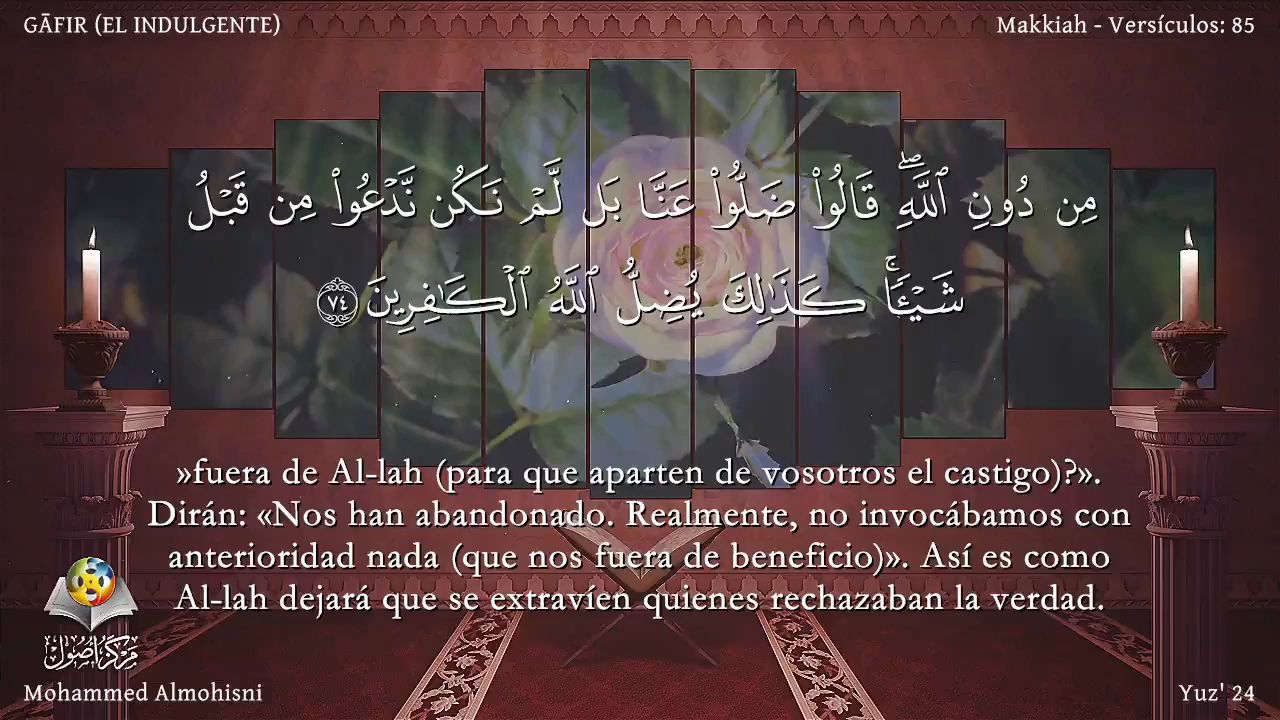 GĀFIR (EL INDULGENTE)
Makkiah - Versículos: 85
مِن دُونِ ٱللَّهِۖ قَالُوا۟ ضَلُّوا۟ عَنَّا بَل لَّمْ نَكُن نَّدْعُوا۟ مِن قَبْلُ
شَيْـًٔاۚ كَذَٰلِكَ يُضِلُّ ٱللَّهُ ٱلْكَـٰفِرِينَ ٧٤
»fuera de Al-lah (para que aparten de vosotros el castigo)?».
Dirán: «Nos han abandonado. Realmente, no invocábamos con
anterioridad nada (que nos fuera de beneficio)». Así es como
Al-lah dejará que se extravíen quienes rechazaban la verdad.
مركز أصول
Mohammed Almohisni
Yuz' 24